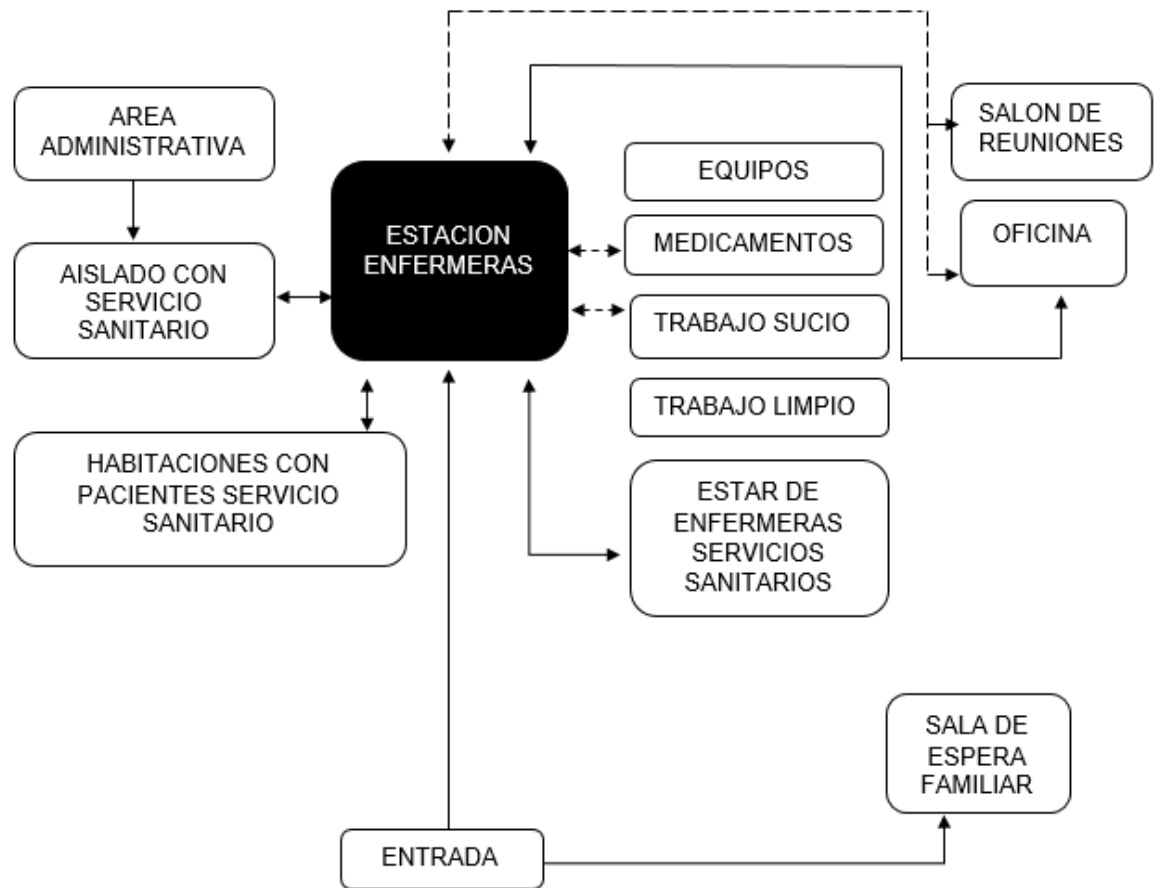 AREA
ADMINISTRATIVA
SALON DE
REUNIONES
EQUIPOS
ESTACION
ENFERMERAS
MEDICAMENTOS
OFICINA
AISLADO CON
SERVICIO
SANITARIO
TRABAJO SUCIO
TRABAJO LIMPIO
HABITACIONES CON
PACIENTES SERVICIO
SANITARIO
ESTAR DE
ENFERMERAS
SERVICIOS
SANITARIOS
SALA DE
ESPERA
FAMILIAR
ENTRADA